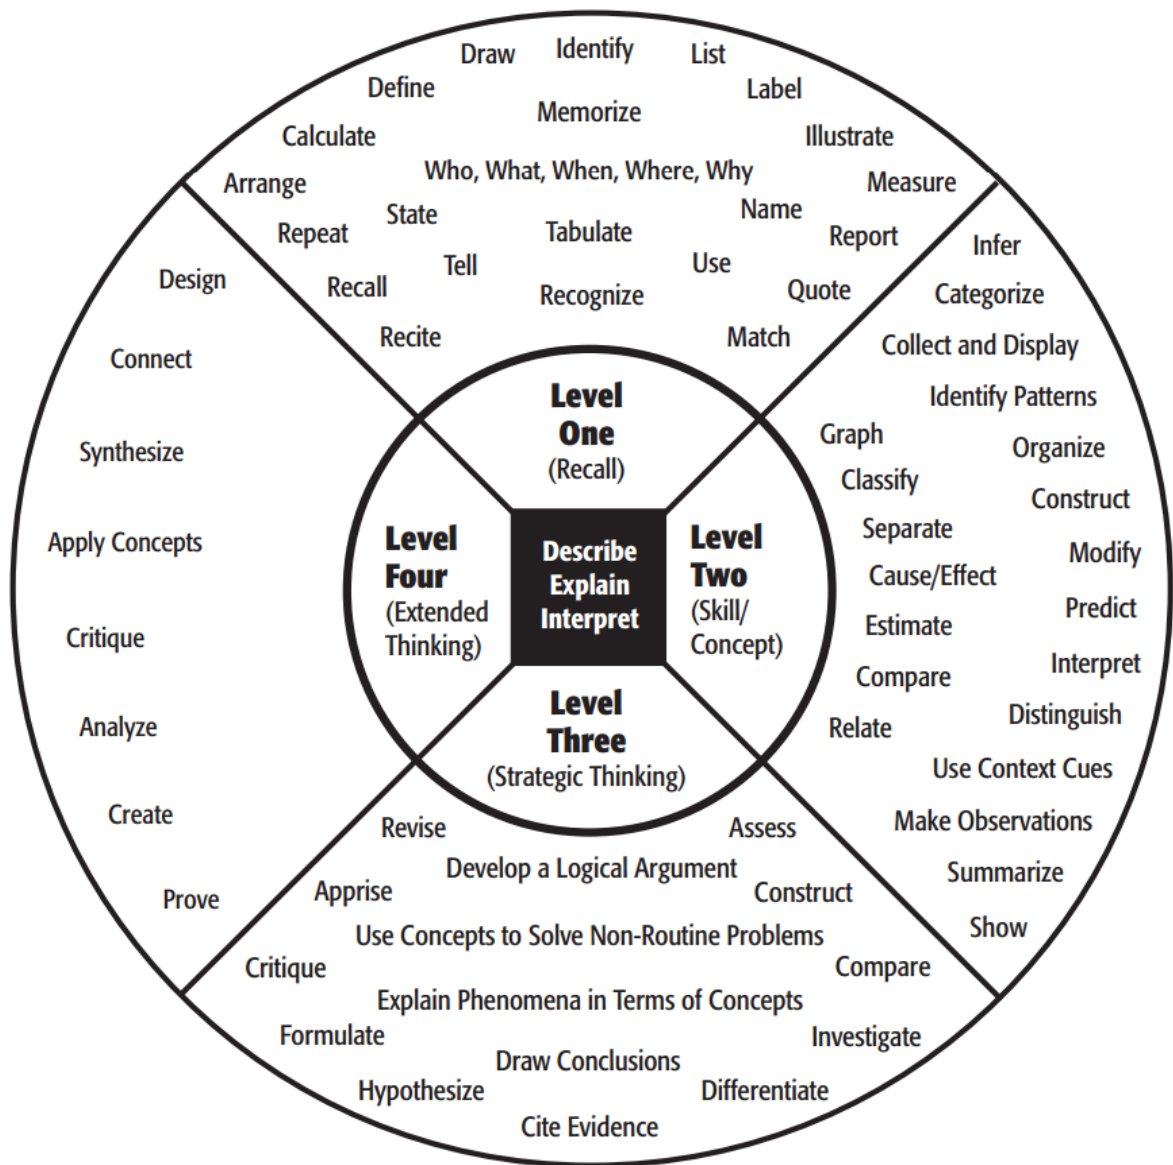 Draw
Identify
List
Define
Label
Memorize
Calculate
Illustrate
Who, What, When, Where, Why
Arrange
Measure
State
Name
Repeat
Tabulate
Report
Tell
Use
Recall
Recognize
Quote
Recite
Match
Level
One
(Recall)
Infer
Categorize
Collect and Display
Identify Patterns
Graph
Organize
Classify
Construct
Separate
Modify
Cause/Effect
Predict
Estimate
Interpret
Compare
Distinguish
Relate
Use Context Cues
Make Observations
Summarize
Show
Level
Two
(Skill/
Concept)
Describe
Explain
Interpret
Level
Three
(Strategic Thinking)
Revise
Assess
Develop a Logical Argument
Apprise
Construct
Use Concepts to Solve Non-Routine Problems
Critique
Compare
Explain Phenomena in Terms of Concepts
Formulate
Investigate
Draw Conclusions
Hypothesize
Differentiate
Cite Evidence
Level
Four
(Extended
Thinking)
Design
Connect
Synthesize
Apply Concepts
Critique
Analyze
Create
Prove